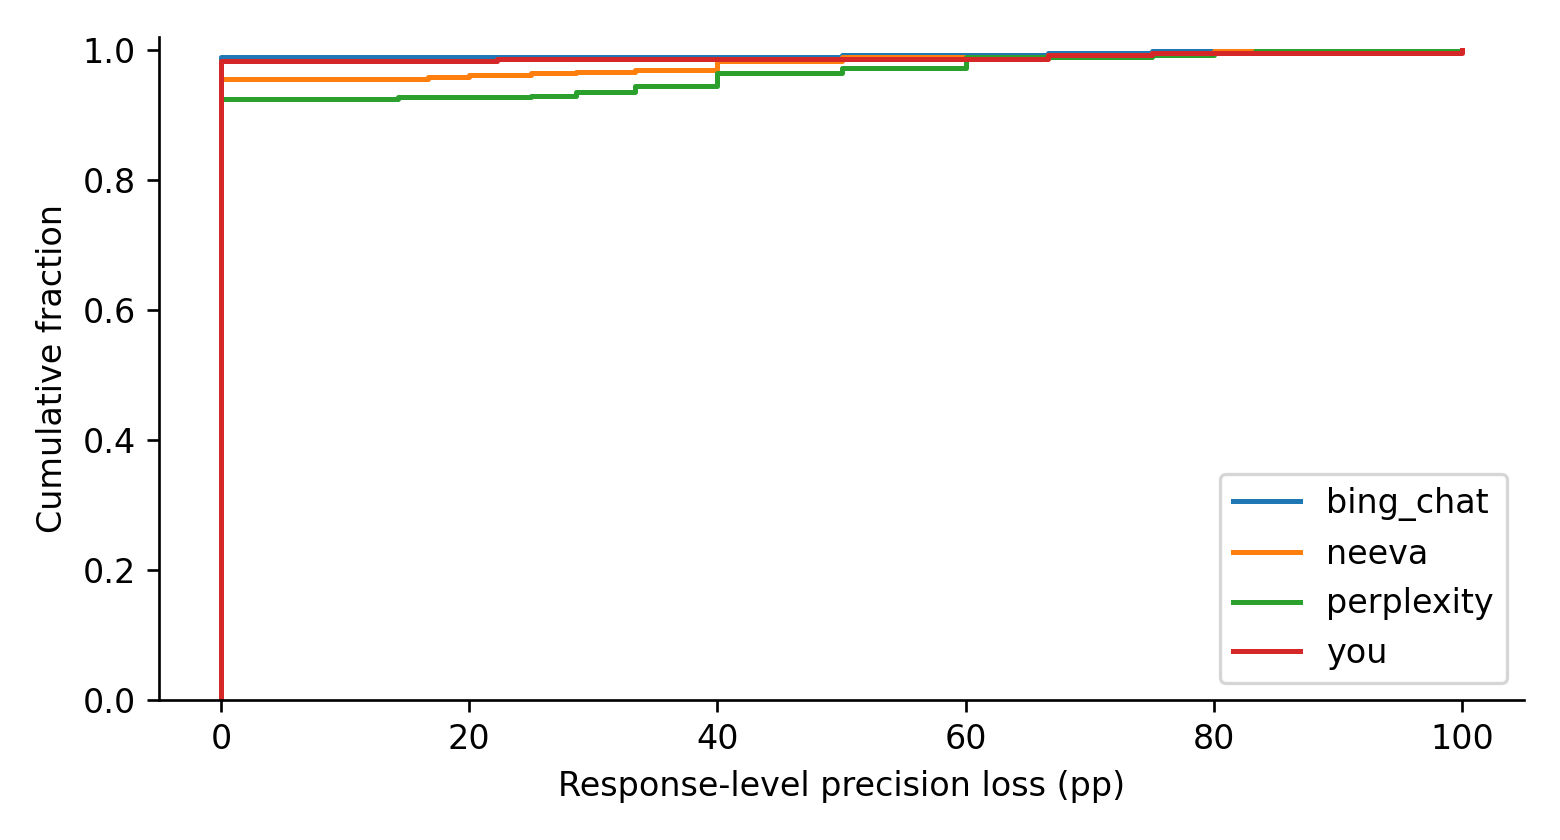 1.0
0.8
0.6
0.4
0.2
0.0
Cumulative fraction
0 20 40 60 80 100
Response-level precision loss (pp)
bing_chat
neeva
perplexity
you